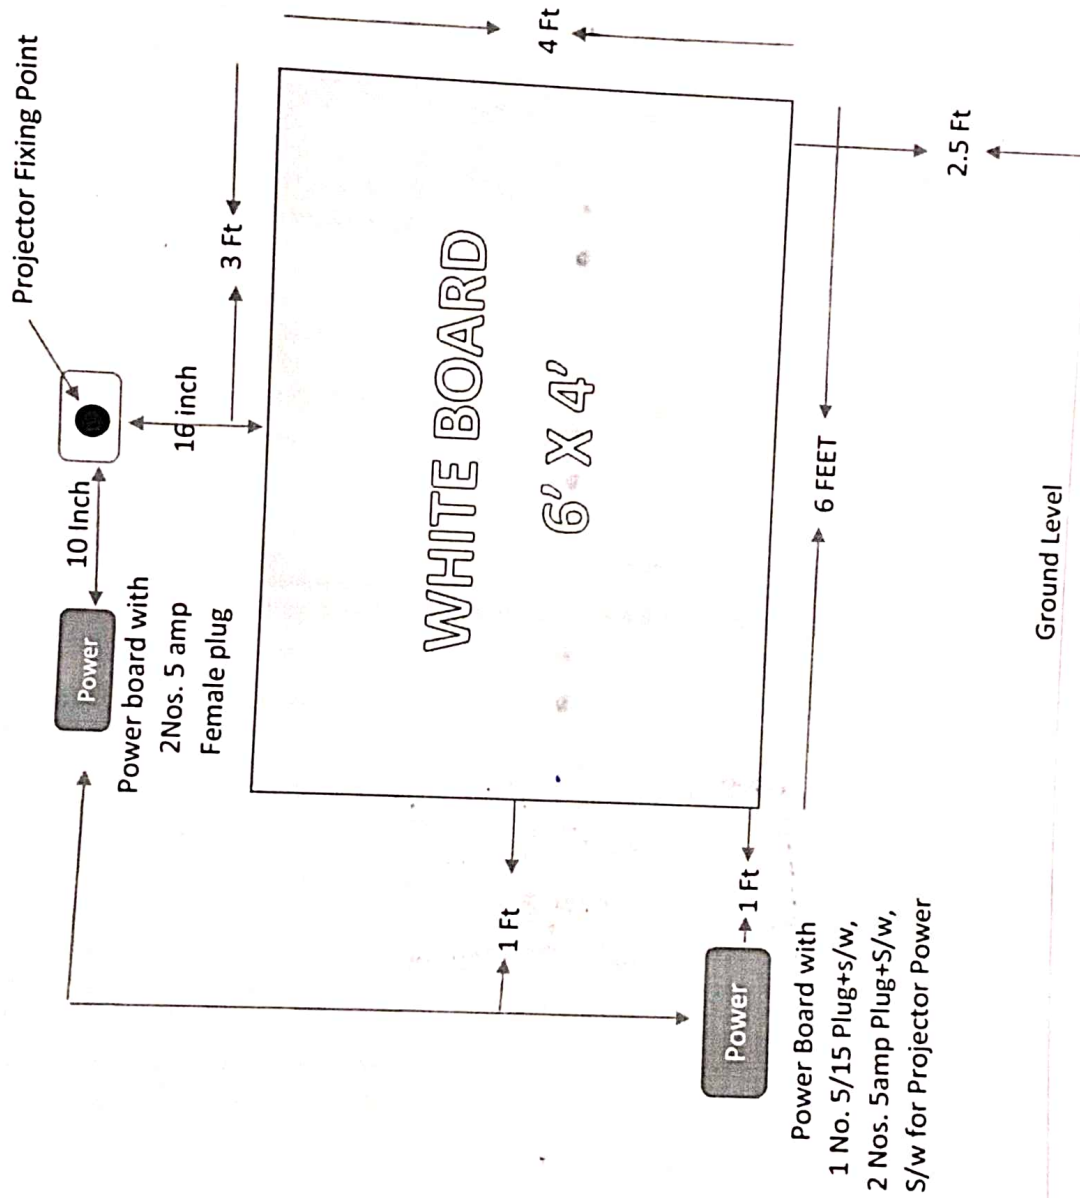 Projector Fixing Point
10 Inch
Power
Power board with
2Nos. 5 amp
Female plug
16 inch
3 Ft
4 Ft
WHITE BOARD
6' X 4'
1 Ft
1 Ft
Power
Power Board with
1 No. 5/15 Plug+s/w,
2 Nos. 5amp Plug+S/w,
S/w for Projector Power
6 FEET
2.5 Ft
Ground Level